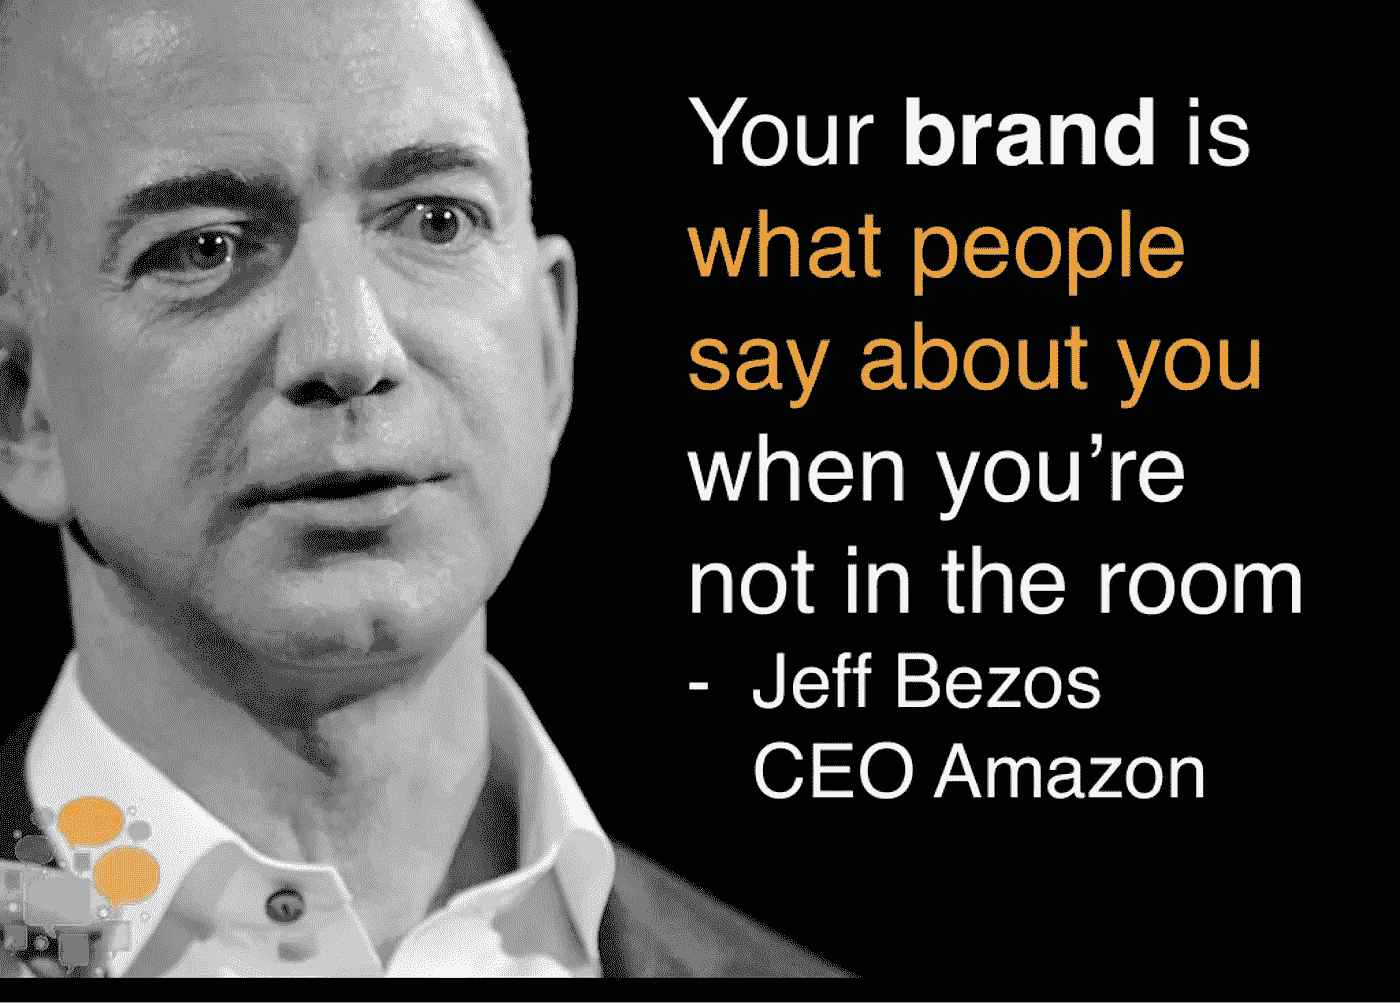 Your brand is
what people
say about you
when you’re
not in the room
- Jeff Bezos
CEO Amazon